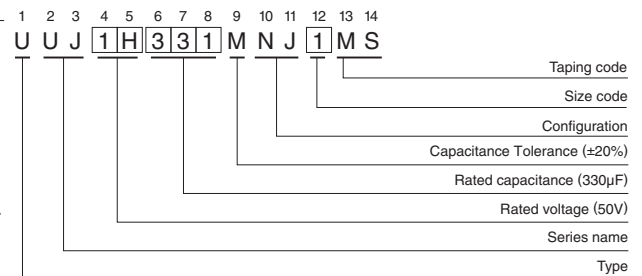 1 2 3 4 5 6 7 8 9 10 11 12 13 14
U U J 1 H 3 3 1 M N J 1 M S
Taping code
Size code
Configuration
Capacitance Tolerance (±20%)
Rated capacitance (330µF)
Rated voltage (50V)
Series name
Type